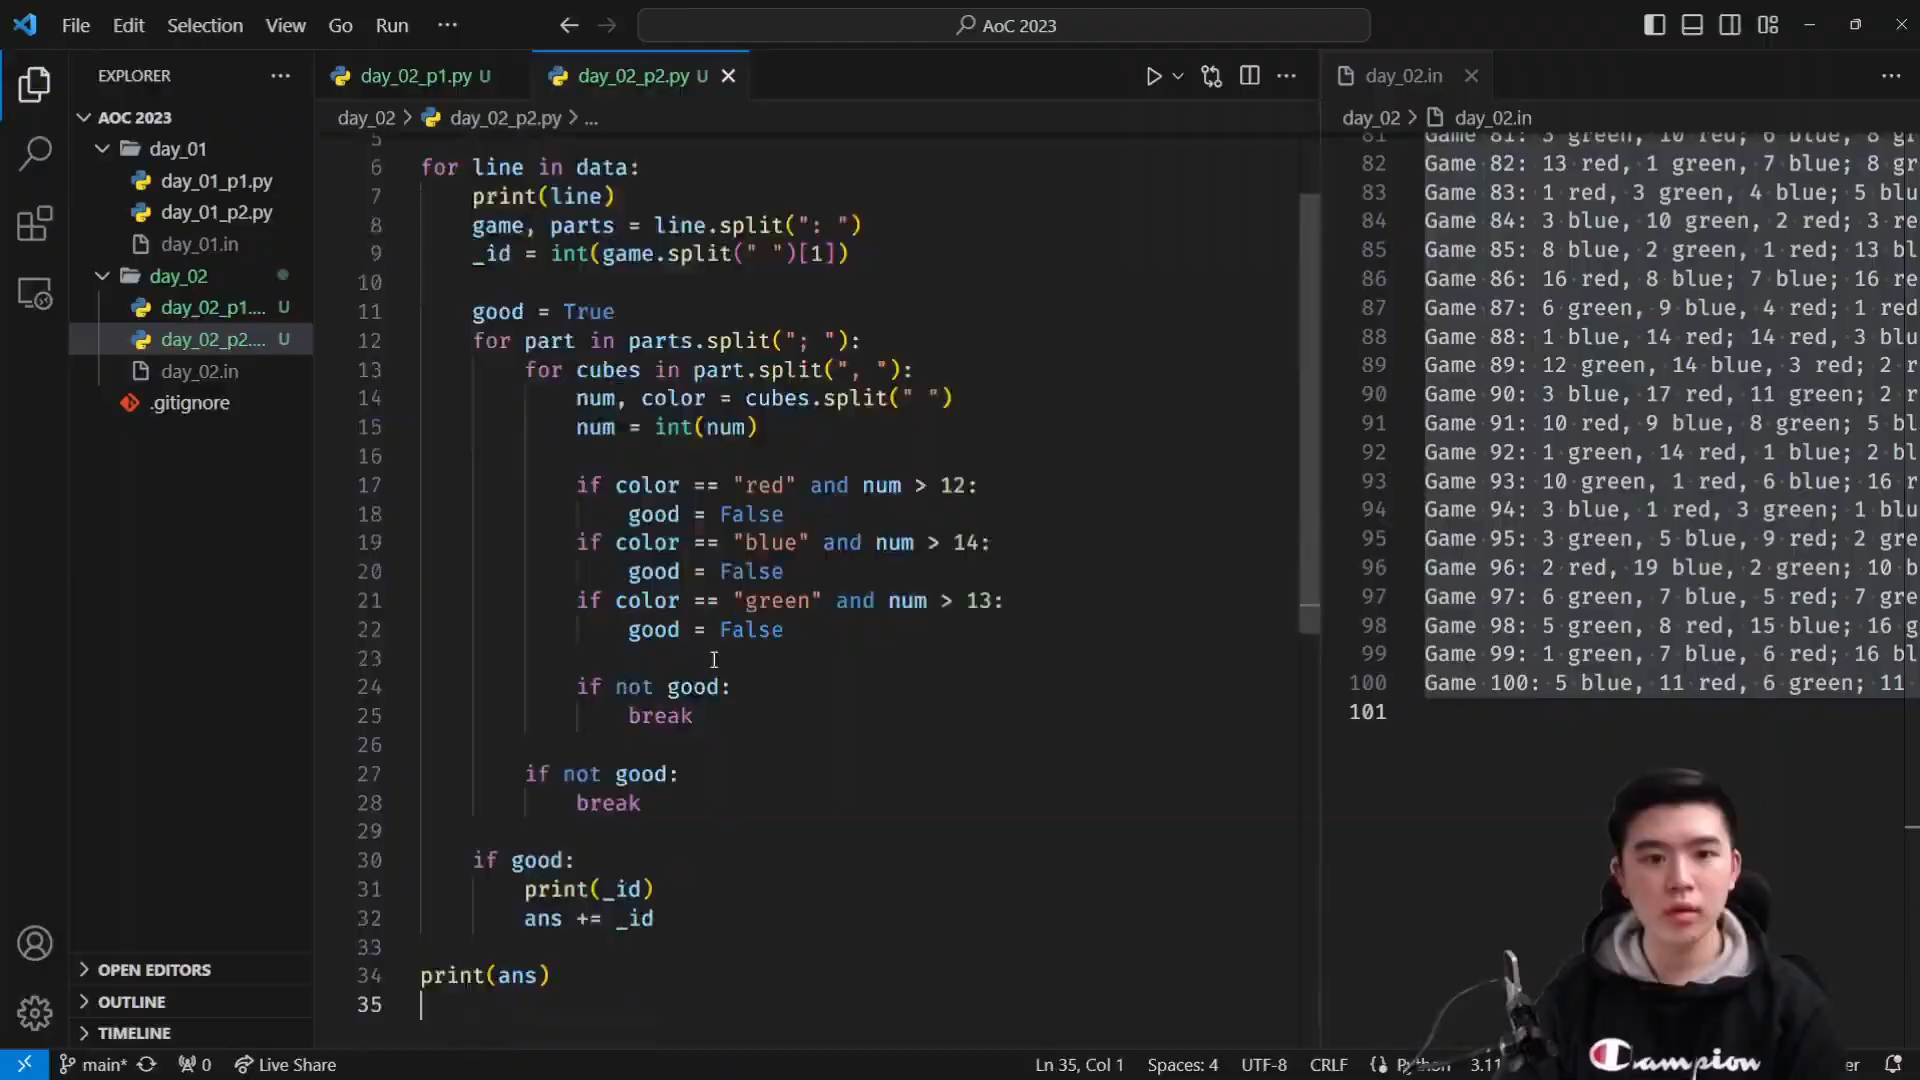 File Edit Selection View Go Run ···
AoC 2023
EXPLORER
AOC 2023
day_01
day_01_p1.py
day_01_p2.py
day_01.in
day_02
day_02_p1.... U
day_02_p2.... U
day_02.in
.gitignore
OPEN EDITORS
OUTLINE
TIMELINE
day_02_p1.py U
day_02_p2.py U
day_02 > day_02_p2.py > ...
5
6 for line in data:
7 print(line)
8 game, parts = line.split(": ")
9 _id = int(game.split(" ")[1])
10
11 good = True
12 for part in parts.split("; "):
13 for cubes in part.split(", "):
14 num, color = cubes.split(" ")
15 num = int(num)
16
17 if color == "red" and num > 12:
18 good = False
19 if color == "blue" and num > 14:
20 good = False
21 if color == "green" and num > 13:
22 good = False
23
24 if not good:
25 break
26
27 if not good:
28 break
29
30 if good:
31 print(_id)
32 ans += _id
33
34 print(ans)
35
day_02.in
day_02 > day_02.in
81 Game 81: 3 green, 10 red; 6 blue, 8 gr
82 Game 82: 13 red, 1 green, 7 blue; 8 gr
83 Game 83: 1 red, 3 green, 4 blue; 5 blu
84 Game 84: 3 blue, 10 green, 2 red; 3 re
85 Game 85: 8 blue, 2 green, 1 red; 13 bl
86 Game 86: 16 red, 8 blue; 7 blue, 16 re
87 Game 87: 6 green, 9 blue, 4 red; 1 red
88 Game 88: 1 blue, 14 red; 14 red, 3 blu
89 Game 89: 12 green, 14 blue, 3 red; 2 r
90 Game 90: 3 blue, 17 red, 11 green; 2 r
91 Game 91: 10 red, 9 blue, 8 green; 5 bl
92 Game 92: 1 green, 14 red, 1 blue; 2 bl
93 Game 93: 10 green, 1 red, 6 blue; 16 r
94 Game 94: 3 blue, 1 red, 3 green; 1 blu
95 Game 95: 3 green, 5 blue, 9 red; 2 gre
96 Game 96: 2 red, 19 blue, 2 green; 10 b
97 Game 97: 6 green, 7 blue, 5 red; 7 gre
98 Game 98: 5 green, 8 red, 15 blue; 16 g
99 Game 99: 1 green, 7 blue, 6 red; 16 bl
100 Game 100: 5 blue, 11 red, 6 green; 11
101
Champion
main* 0 Live Share
Ln 35, Col 1 Spaces: 4 UTF-8 CRLF Python 3.11 er